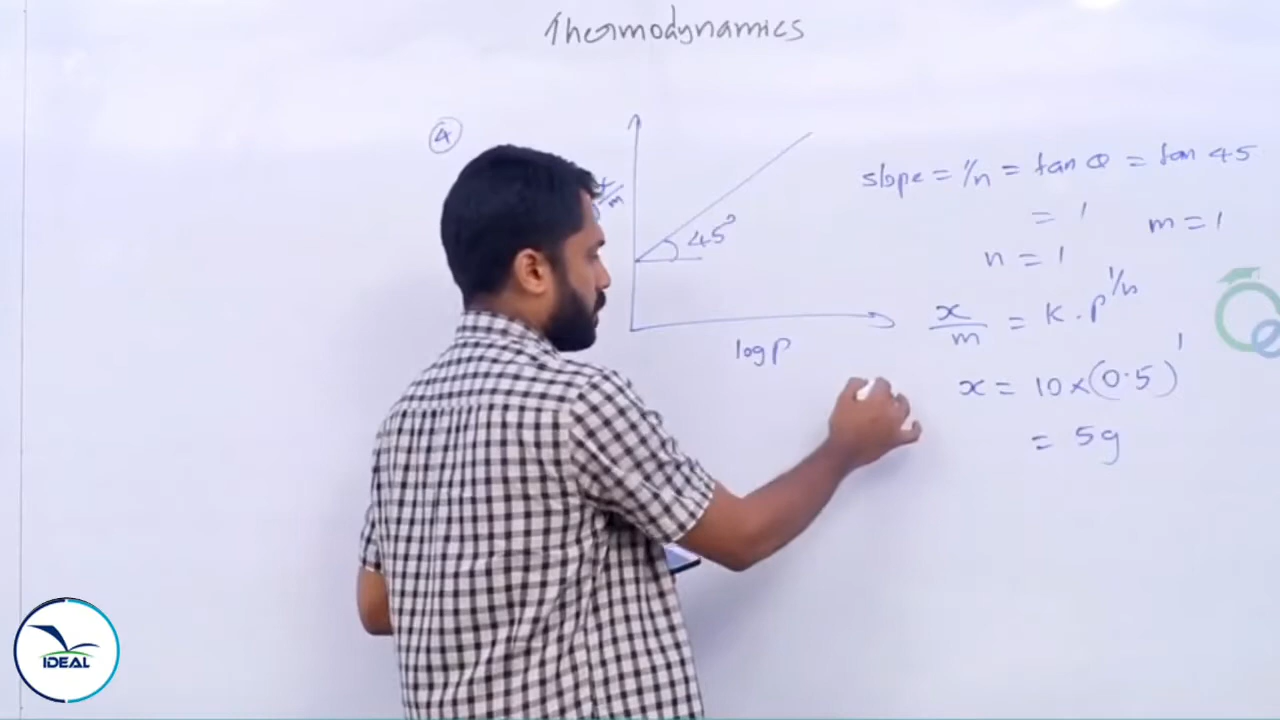 Thermodynamics
4
x/m
45°
log P
slope = 1/n = tan θ = tan 45
= 1
m = 1
n = 1
x/m = K . P^1/n
x = 10 × (0.5)^1
= 5g
IDEAL